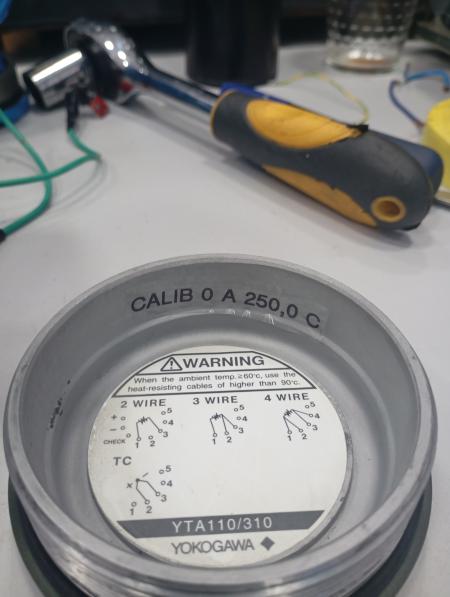 CALIB 0 A 250,0 C
WARNING
When the ambient temp.≥60°c, use the
heat-resisting cables of higher than 90°c.
2 WIRE 3 WIRE 4 WIRE
+ 5 5 5
- 4 4 4
CHECK 1 2 3 1 2 3 1 2 3
TC
+ - 5
4
1 2 3
YTA110/310
YOKOGAWA